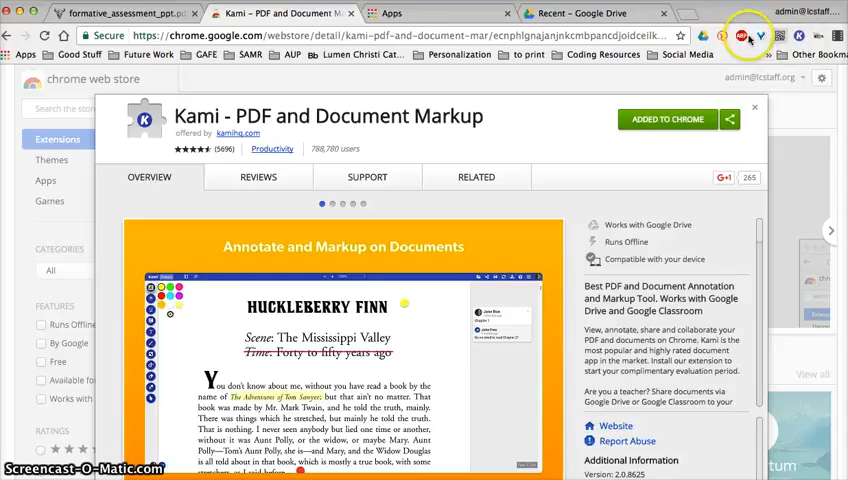 formative_assessment_ppt.pd
Kami - PDF and Document M
Apps
Recent – Google Drive
admin@lcstaff....
Secure
https://chrome.google.com/webstore/detail/kami-pdf-and-document-mar/ecnphlgnajanjnkcmbpancdjoidceilk...
Apps
Good Stuff
Future Work
GAFE
SAMR
AUP
Lumen Christi Cat...
Personalization
to print
Coding Resources
Social Media
»
Other Bookmark
chrome web store
admin@lcstaff.org
Search the
Extensions
Themes
Apps
Games
CATEGORIES
All
FEATURES
Runs Offline
By Google
Free
Available fo
Works with
RATINGS
Kami - PDF and Document Markup
offered by kamihq.com
(5696)
Productivity
788,780 users
ADDED TO CHROME
OVERVIEW
REVIEWS
SUPPORT
RELATED
G+1
265
Annotate and Markup on Documents
HUCKLEBERRY FINN
Scene: The Mississippi Valley
Time: Forty to fifty years ago
You don't know about me, without you have read a book by the
name of The Adventures of Tom Sawyer; but that ain't no matter. That
book was made by Mr. Mark Twain, and he told the truth, mainly.
There was things which he stretched, but mainly he told the truth.
That is nothing. I never seen anybody but lied one time or another,
without it was Aunt Polly, or the widow, or maybe Mary. Aunt
Polly—Tom's Aunt Polly, she is—and Mary, and the Widow Douglas
is all told about in that book, which is mostly a true book, with some
stretchers, as I said before.
Works with Google Drive
Runs Offline
Compatible with your device
Best PDF and Document Annotation
and Markup Tool. Works with Google
Drive and Google Classroom
View, annotate, share and collaborate your
PDF and documents on Chrome. Kami is the
most popular and highly rated document
app in the market. Install the extension to
start your complimentary evaluation period.
Are you a teacher? Share documents via
Google Drive or Google Classroom to your
Website
Report Abuse
Additional Information
Version: 2.0.8625
View all
Screencast-O-Matic.com